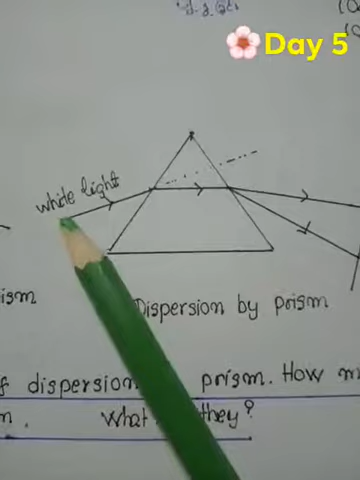 Day 5
white light
ism
Dispersion by prism
f dispersion prism. How m
n. What they?